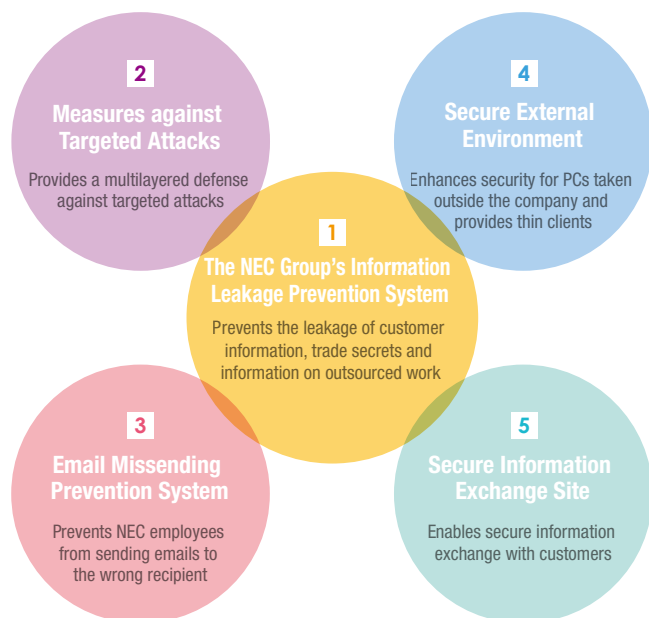 2
Measures against
Targeted Attacks
Provides a multilayered defense
against targeted attacks
4
Secure External
Environment
Enhances security for PCs taken
outside the company and
provides thin clients
1
The NEC Group's Information
Leakage Prevention System
Prevents the leakage of customer
information, trade secrets and
information on outsourced work
3
Email Missending
Prevention System
Prevents NEC employees
from sending emails to
the wrong recipient
5
Secure Information
Exchange Site
Enables secure information
exchange with customers